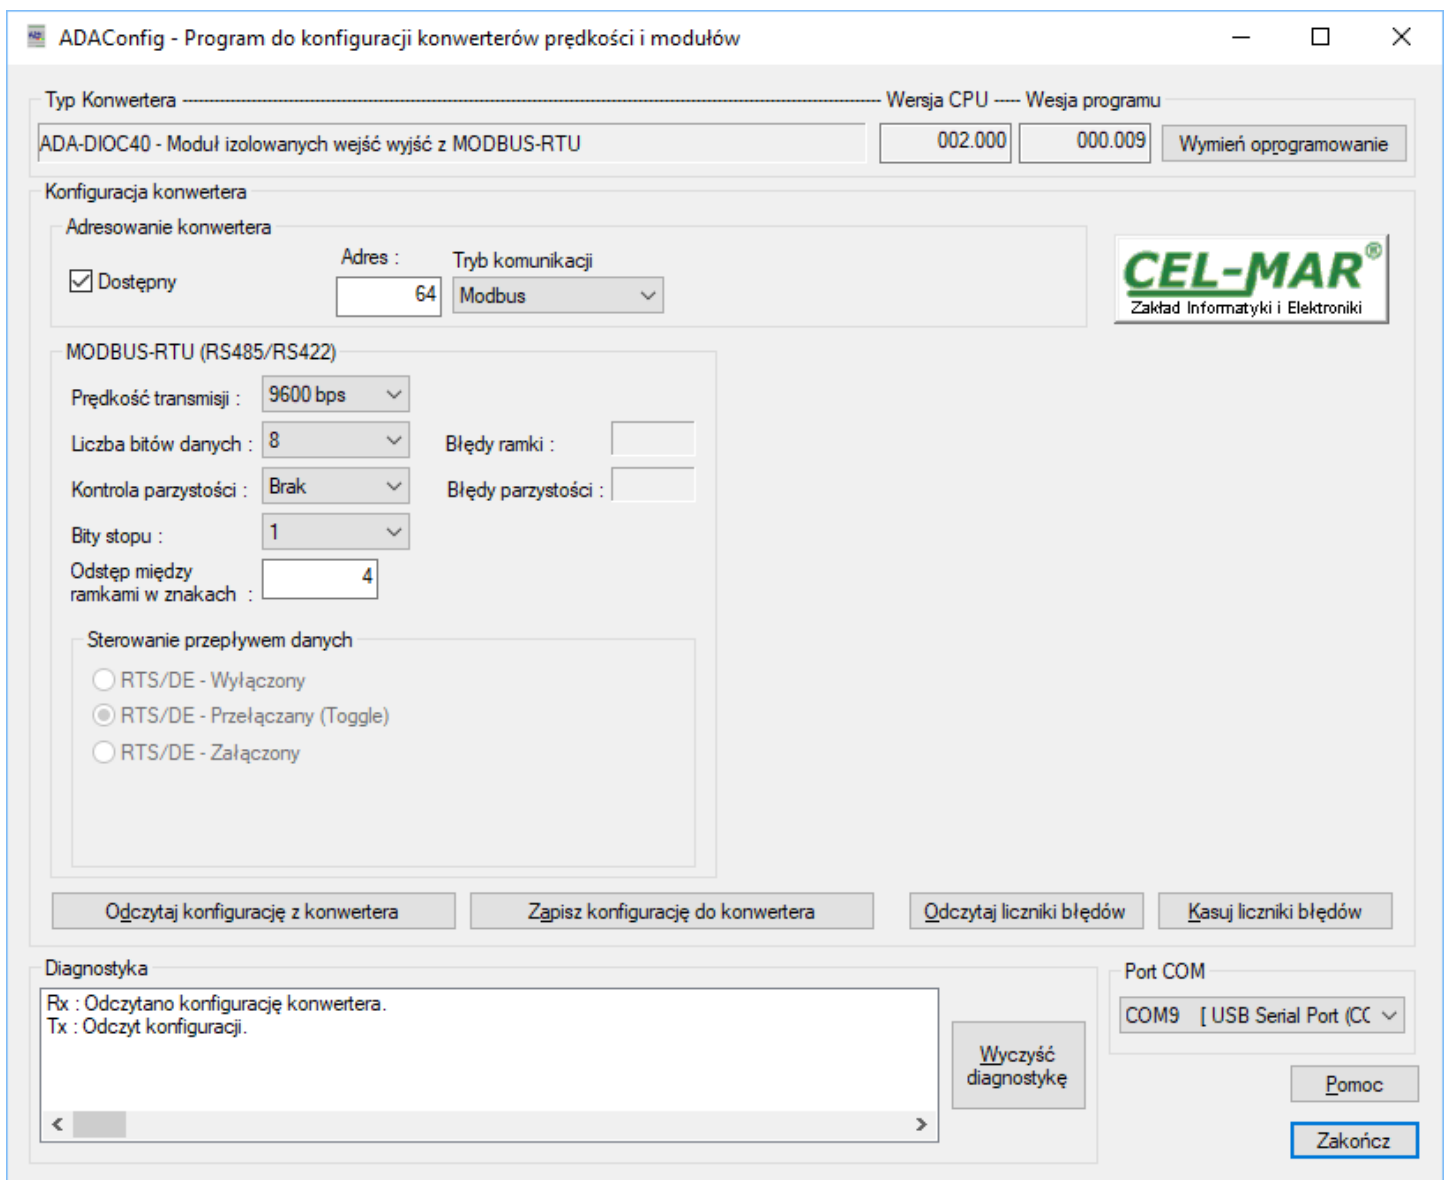 ADAConfig - Program do konfiguracji konwerterów prędkości i modułów
Typ Konwertera Wersja CPU Wesja programu
ADA-DIOC40 - Moduł izolowanych wejść wyjść z MODBUS-RTU 002.000 000.009 Wymień oprogramowanie
Konfiguracja konwertera
Adresowanie konwertera
Dostępny
Adres :
64
Tryb komunikacji
Modbus
CEL-MAR®
Zakład Informatyki i Elektroniki
MODBUS-RTU (RS485/RS422)
Prędkość transmisji : 9600 bps
Liczba bitów danych : 8 Błędy ramki :
Kontrola parzystości : Brak Błędy parzystości :
Bity stopu : 1
Odstęp między
ramkami w znakach : 4
Sterowanie przepływem danych
RTS/DE - Wyłączony
RTS/DE - Przełączany (Toggle)
RTS/DE - Załączony
Odczytaj konfigurację z konwertera Zapisz konfigurację do konwertera Odczytaj liczniki błędów Kasuj liczniki błędów
Diagnostyka
Rx : Odczytano konfigurację konwertera.
Tx : Odczyt konfiguracji.
Wyczyść
diagnostykę
Port COM
COM9 [ USB Serial Port (CC
Pomoc
Zakończ